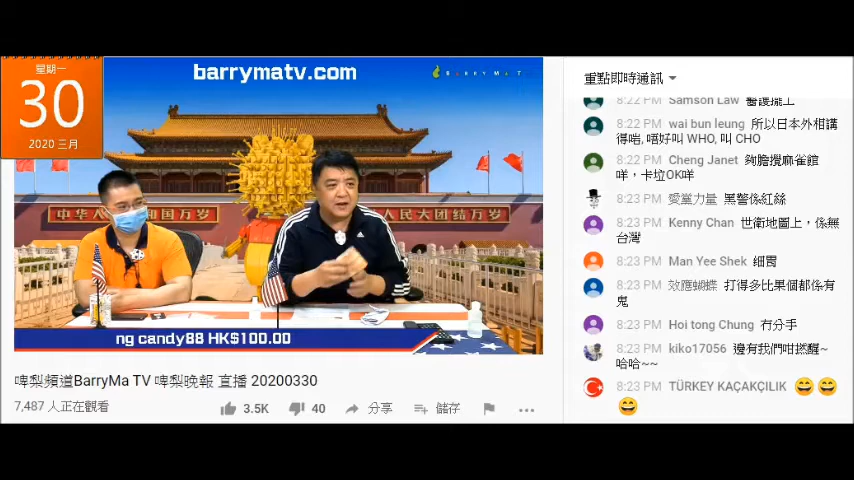 星期一
30
2020 三月
barrymatv.com
BARRYMAT
中华人
和国万岁
人民大团结万岁
ng candy88 HK$100.00
啤梨頻道BarryMa TV 啤梨晚報 直播 20200330
7,487 人正在觀看
3.5K
40
分享
儲存
重點即時通訊
8:22 PM Samson Law 醫護罷工
8:22 PM wai bun leung 所以日本外相講
得啱, 唔好叫 WHO, 叫 CHO
8:22 PM Cheng Janet 夠膽攪麻雀館
咩，卡垃OK咩
8:23 PM 愛黨力量 黑警係紅絲
8:23 PM Kenny Chan 世衛地圖上，係無
台灣
8:23 PM Man Yee Shek 细胃
8:23 PM 效應蝴蝶 打得多比果個都係有
鬼
8:23 PM Hoi tong Chung 冇分手
8:23 PM kiko17056 邊有我們咁撚醒~
哈哈~~
8:23 PM TÜRKEY KAÇAKÇILIK 😄😄
😄